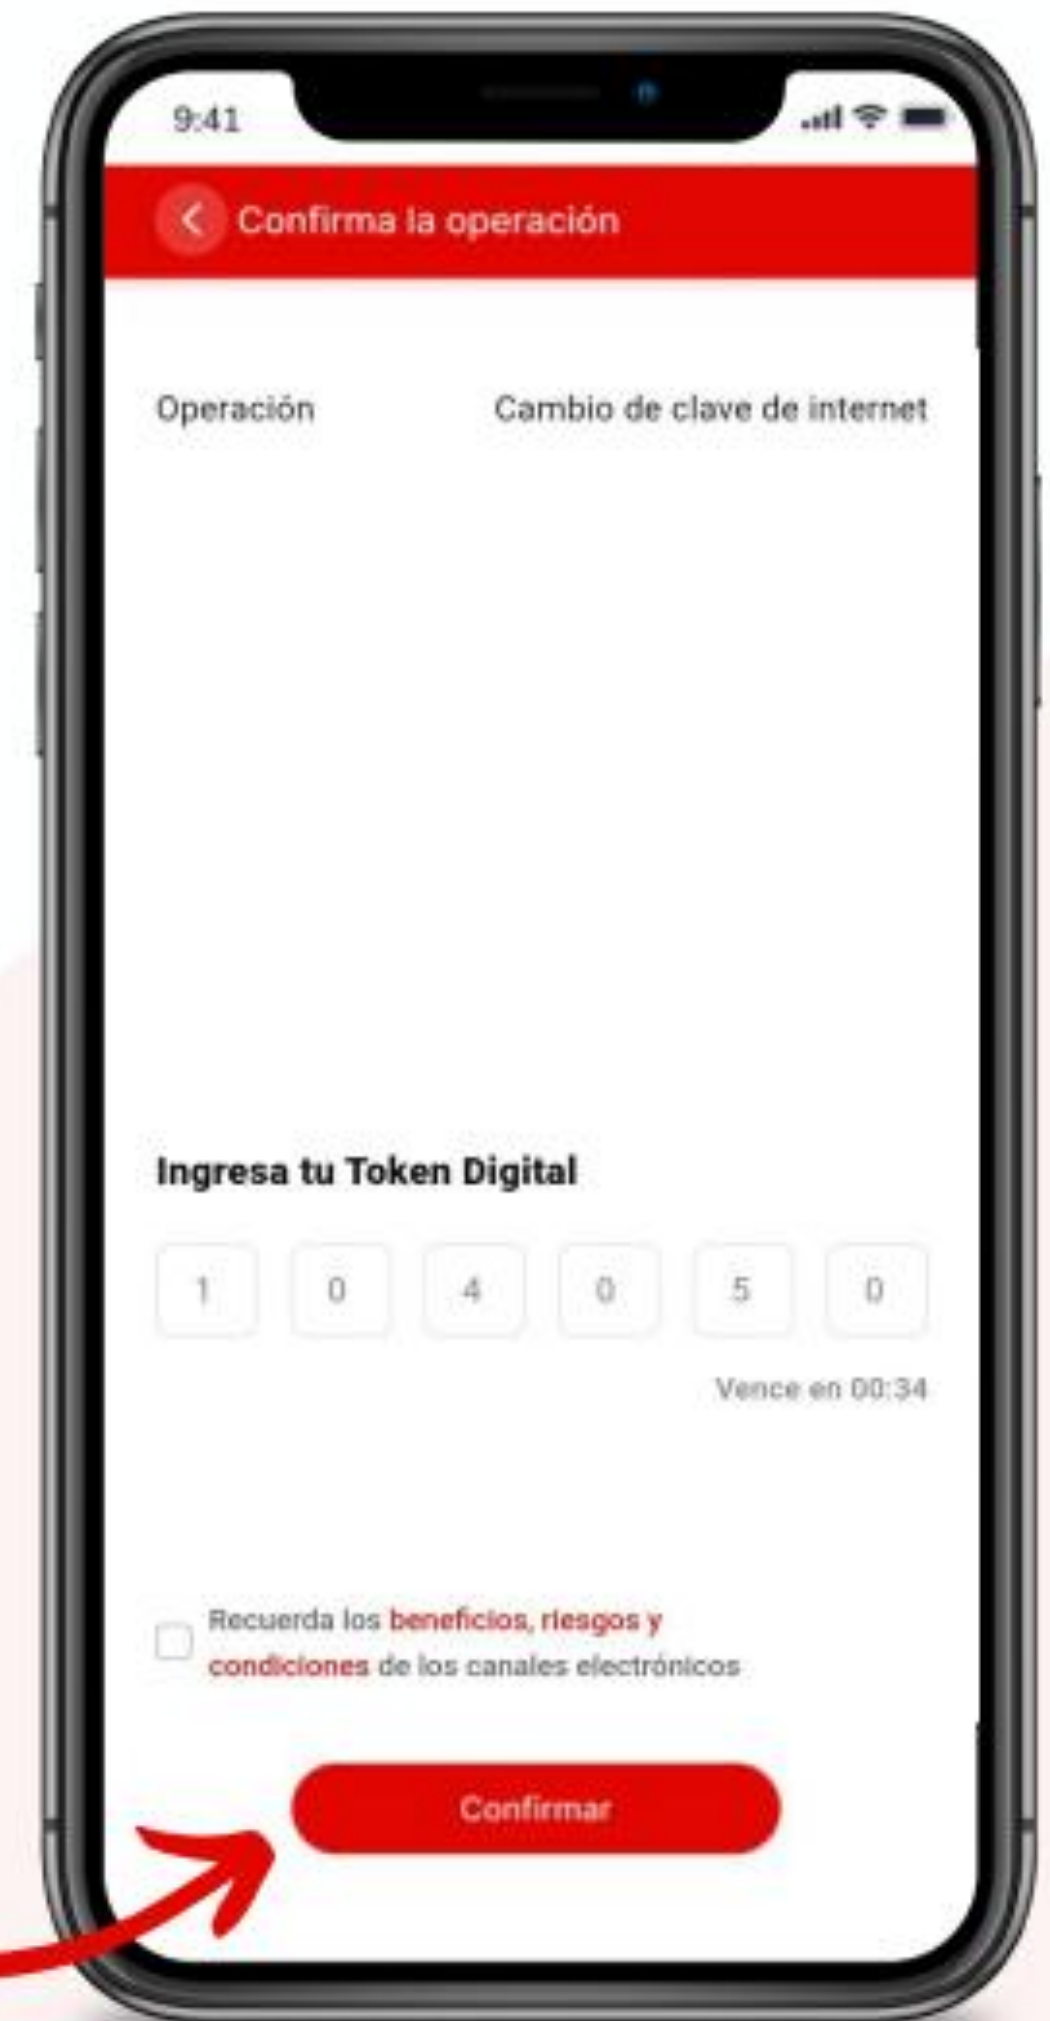 9:41
Confirma la operación
Operación Cambio de clave de internet
Ingresa tu Token Digital
1 0 4 0 5 0
Vence en 00:34
Recuerda los beneficios, riesgos y
condiciones de los canales electrónicos
Confirmar